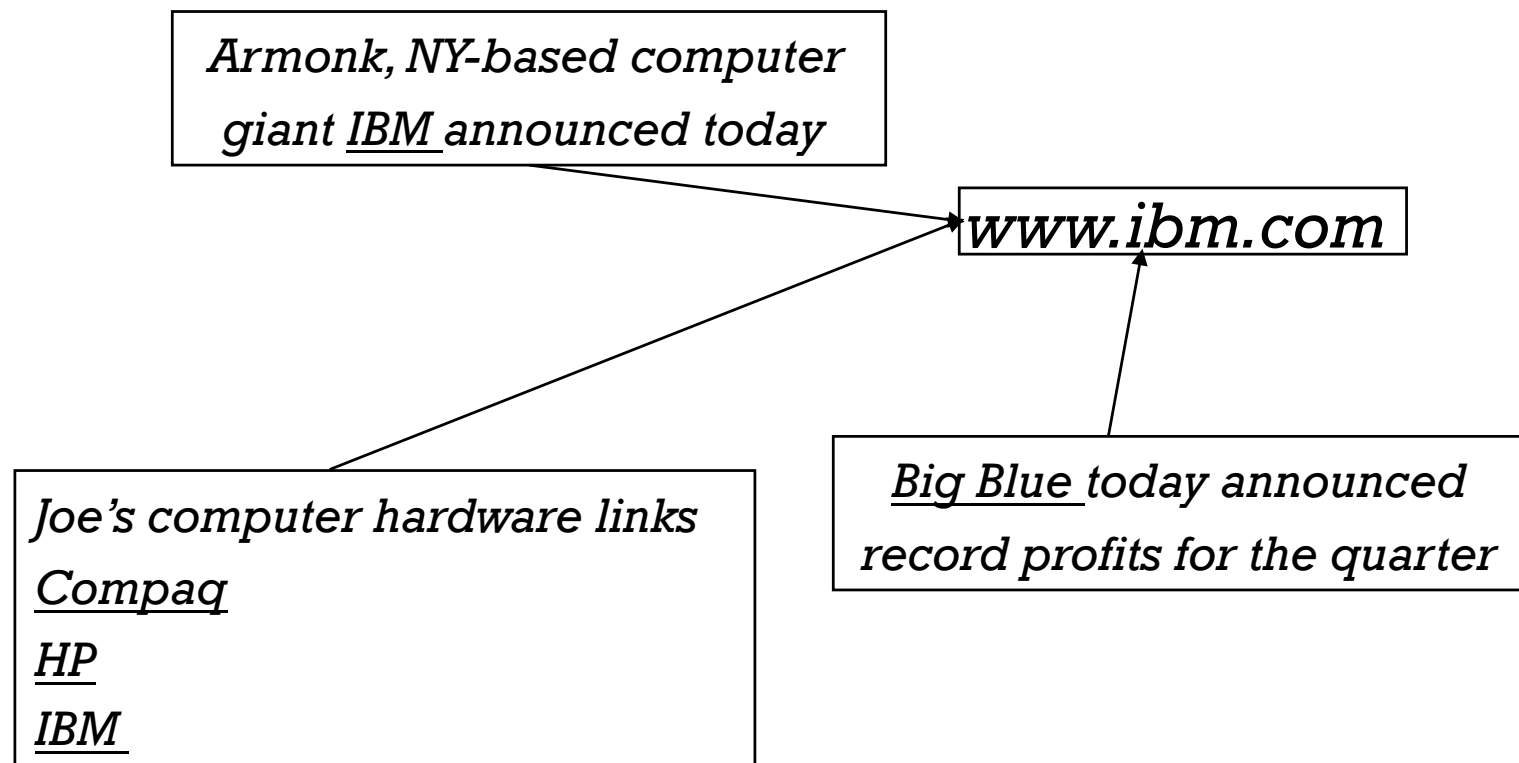 Armonk, NY-based computer
giant IBM announced today
www.ibm.com
Joe's computer hardware links
Compaq
HP
IBM
Big Blue today announced
record profits for the quarter